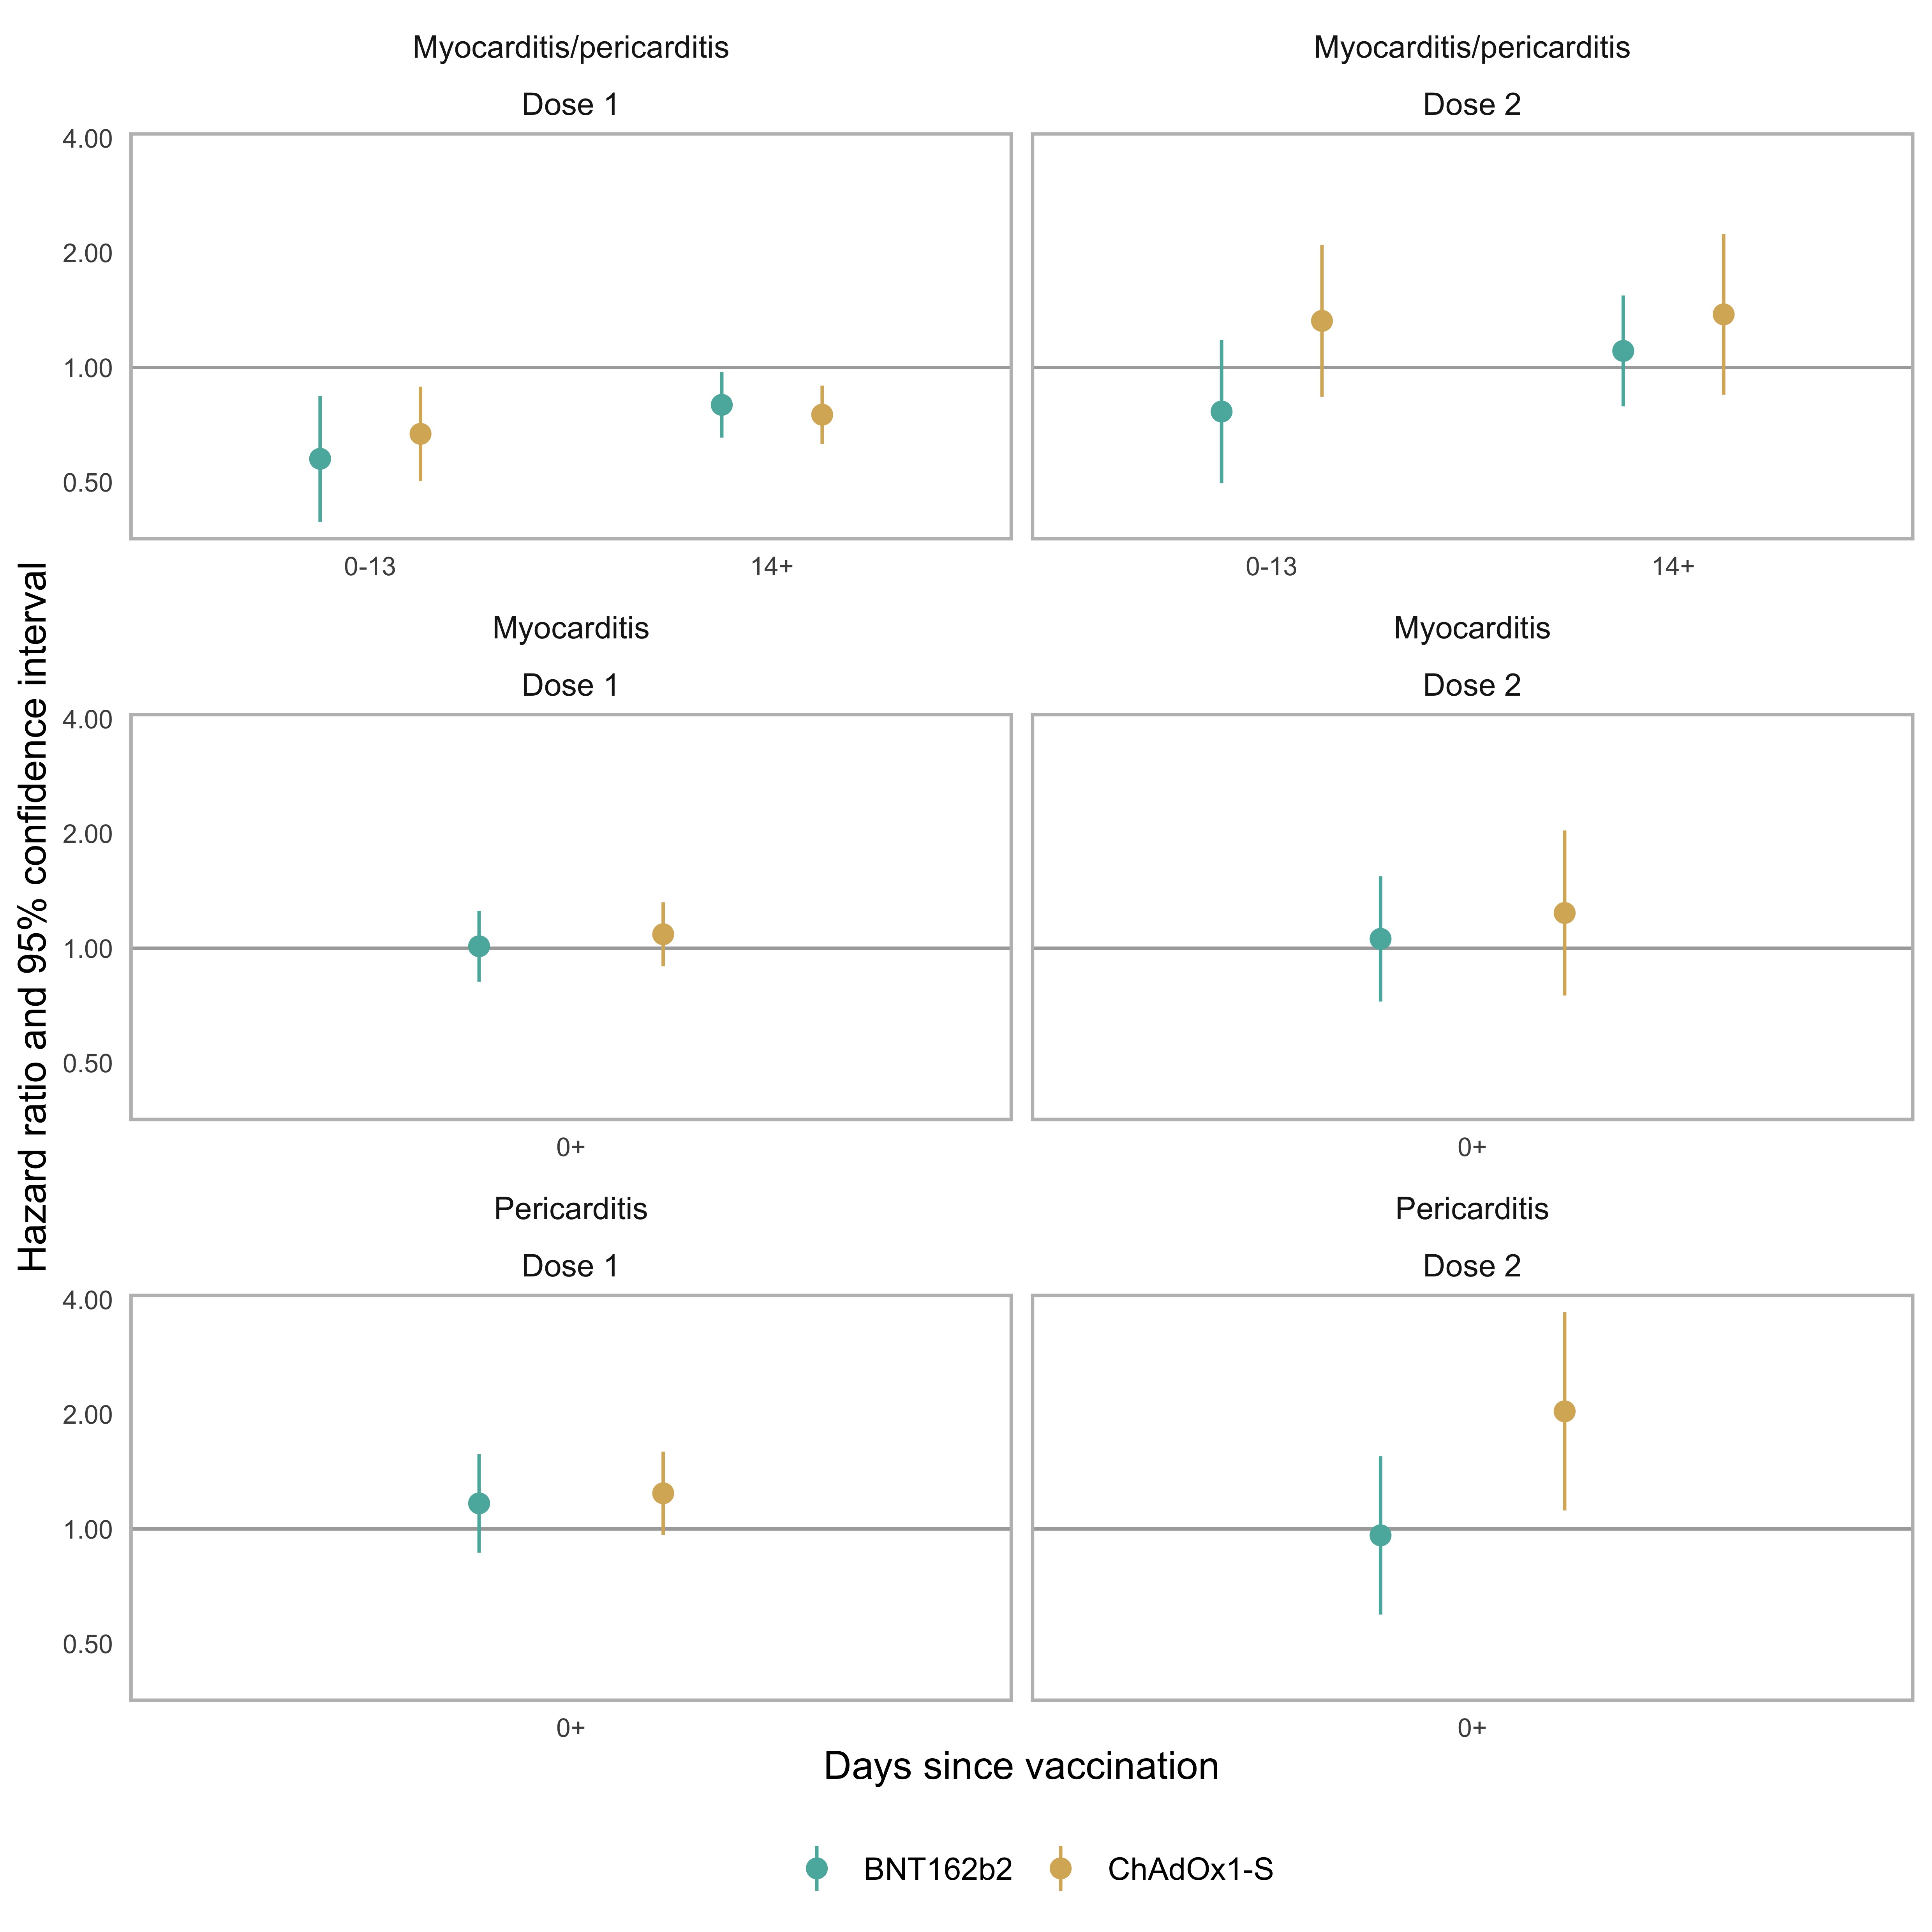 Myocarditis/pericarditis
Dose 1
Myocarditis/pericarditis
Dose 2
4.00
2.00
1.00
0.50
0-13
14+
0-13
14+
Hazard ratio and 95% confidence interval
Myocarditis
Dose 1
Myocarditis
Dose 2
4.00
2.00
1.00
0.50
0+
0+
Pericarditis
Dose 1
Pericarditis
Dose 2
4.00
2.00
1.00
0.50
0+
0+
Days since vaccination
BNT162b2
ChAdOx1-S